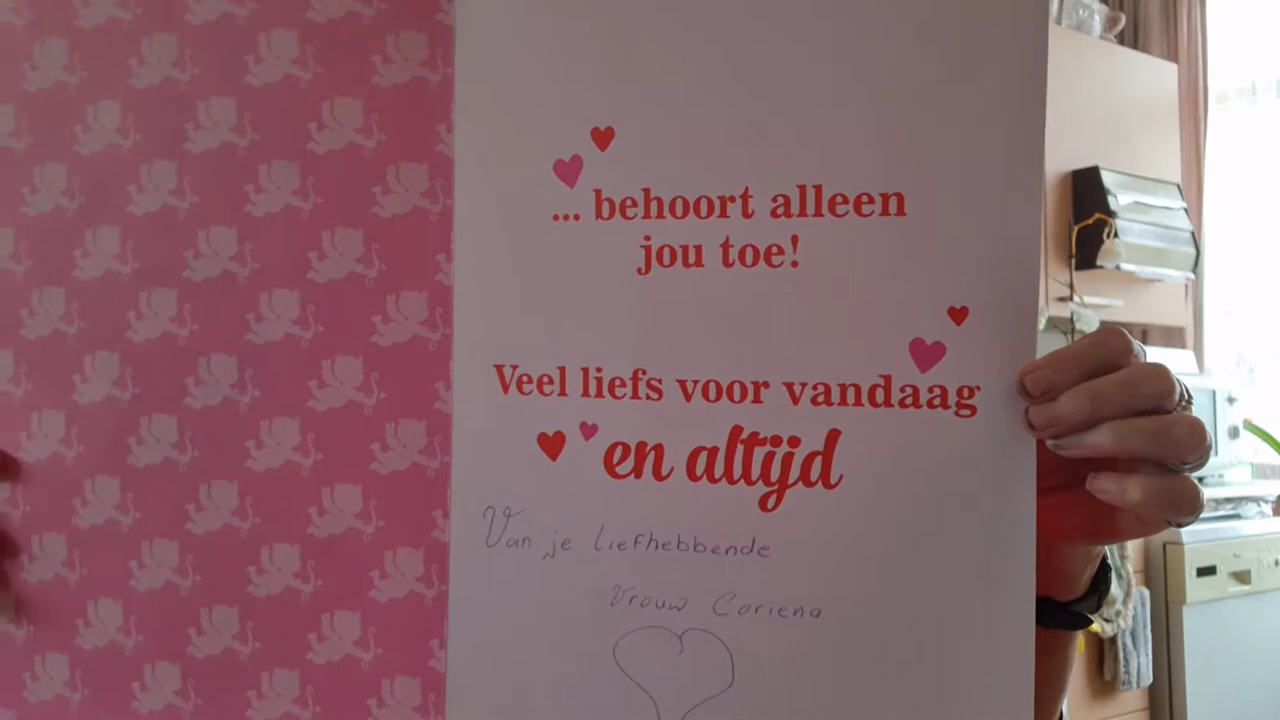 ... behoort alleen
jou toe!
Veel liefs voor vandaag
en altijd
Van je liefhebbende
Vrouw Coriena